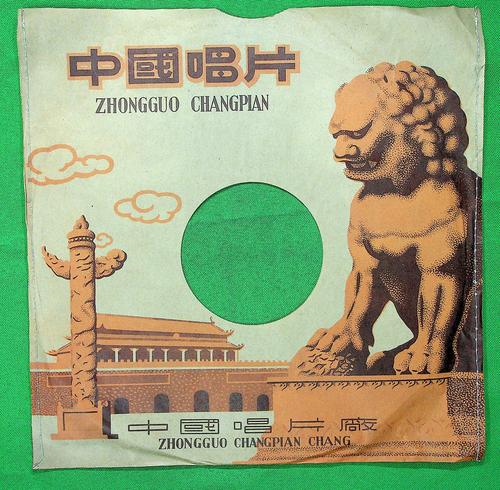 中國唱片
ZHONGGUO CHANGPIAN
中國唱片廠
ZHONGGUO CHANGPIAN CHANG